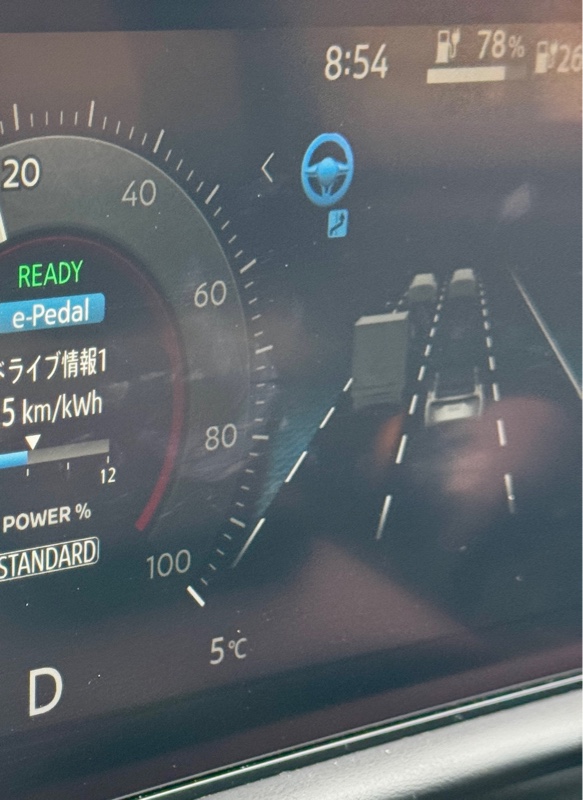 8:54
78%
26
20
40
60
80
100
READY
e-Pedal
ドライブ情報1
5 km/kWh
12
POWER %
STANDARD
5℃
D